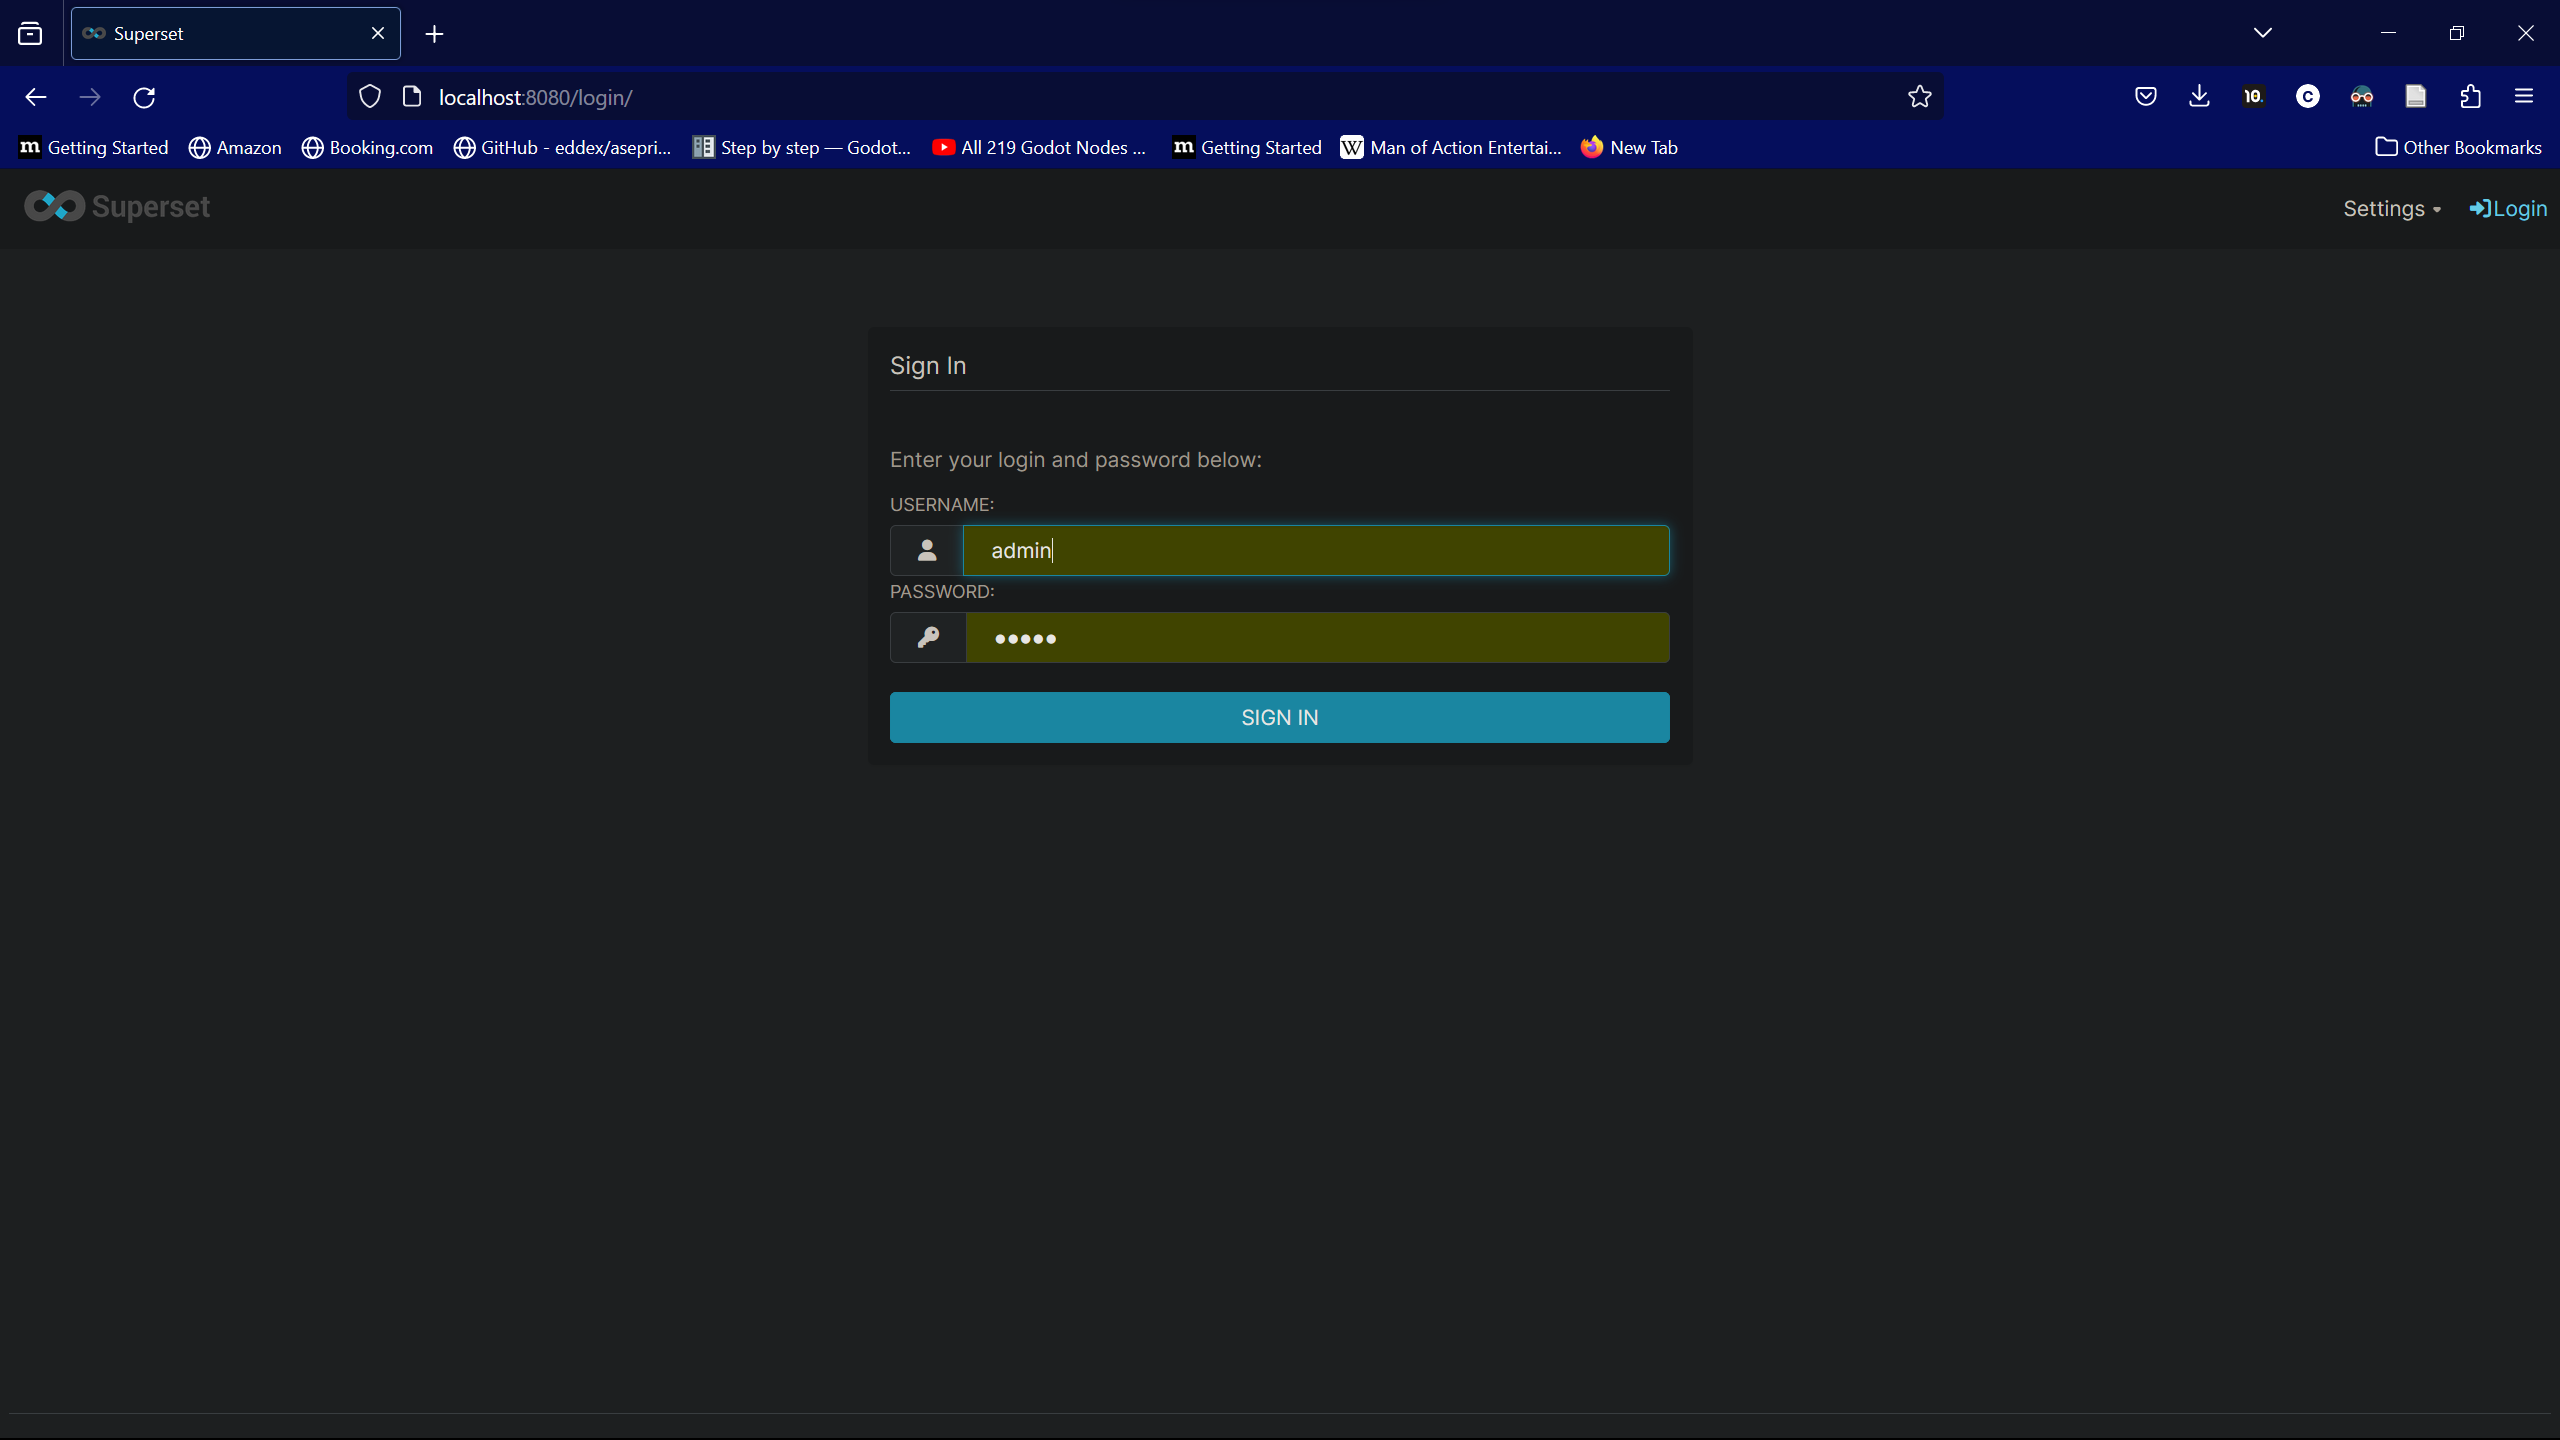 Superset
localhost:8080/login/
10.
C
m Getting Started
Amazon
Booking.com
GitHub - eddex/asepri...
Step by step — Godot...
All 219 Godot Nodes ...
m Getting Started
W Man of Action Entertai...
New Tab
Other Bookmarks
Superset
Settings
Login
Sign In
Enter your login and password below:
USERNAME:
admin
PASSWORD:
•••••
SIGN IN